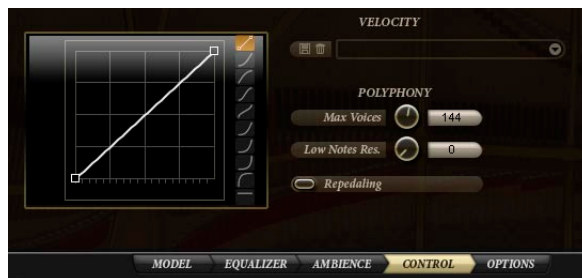 VELOCITY
POLYPHONY
Max Voices 144
Low Notes Res. 0
Repedaling
MODEL EQUALIZER AMBIENCE CONTROL OPTIONS